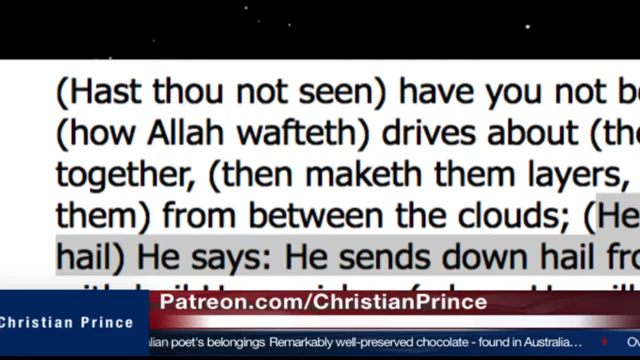 (Hast thou not seen) have you not
(how Allah wafteth) drives about
together, (then maketh them layers,
them) from between the clouds; (He
hail) He says: He sends down hail
Patreon.com/ChristianPrince
Christian Prince
poet's belongings Remarkably well-preserved chocolate - found in Australia...